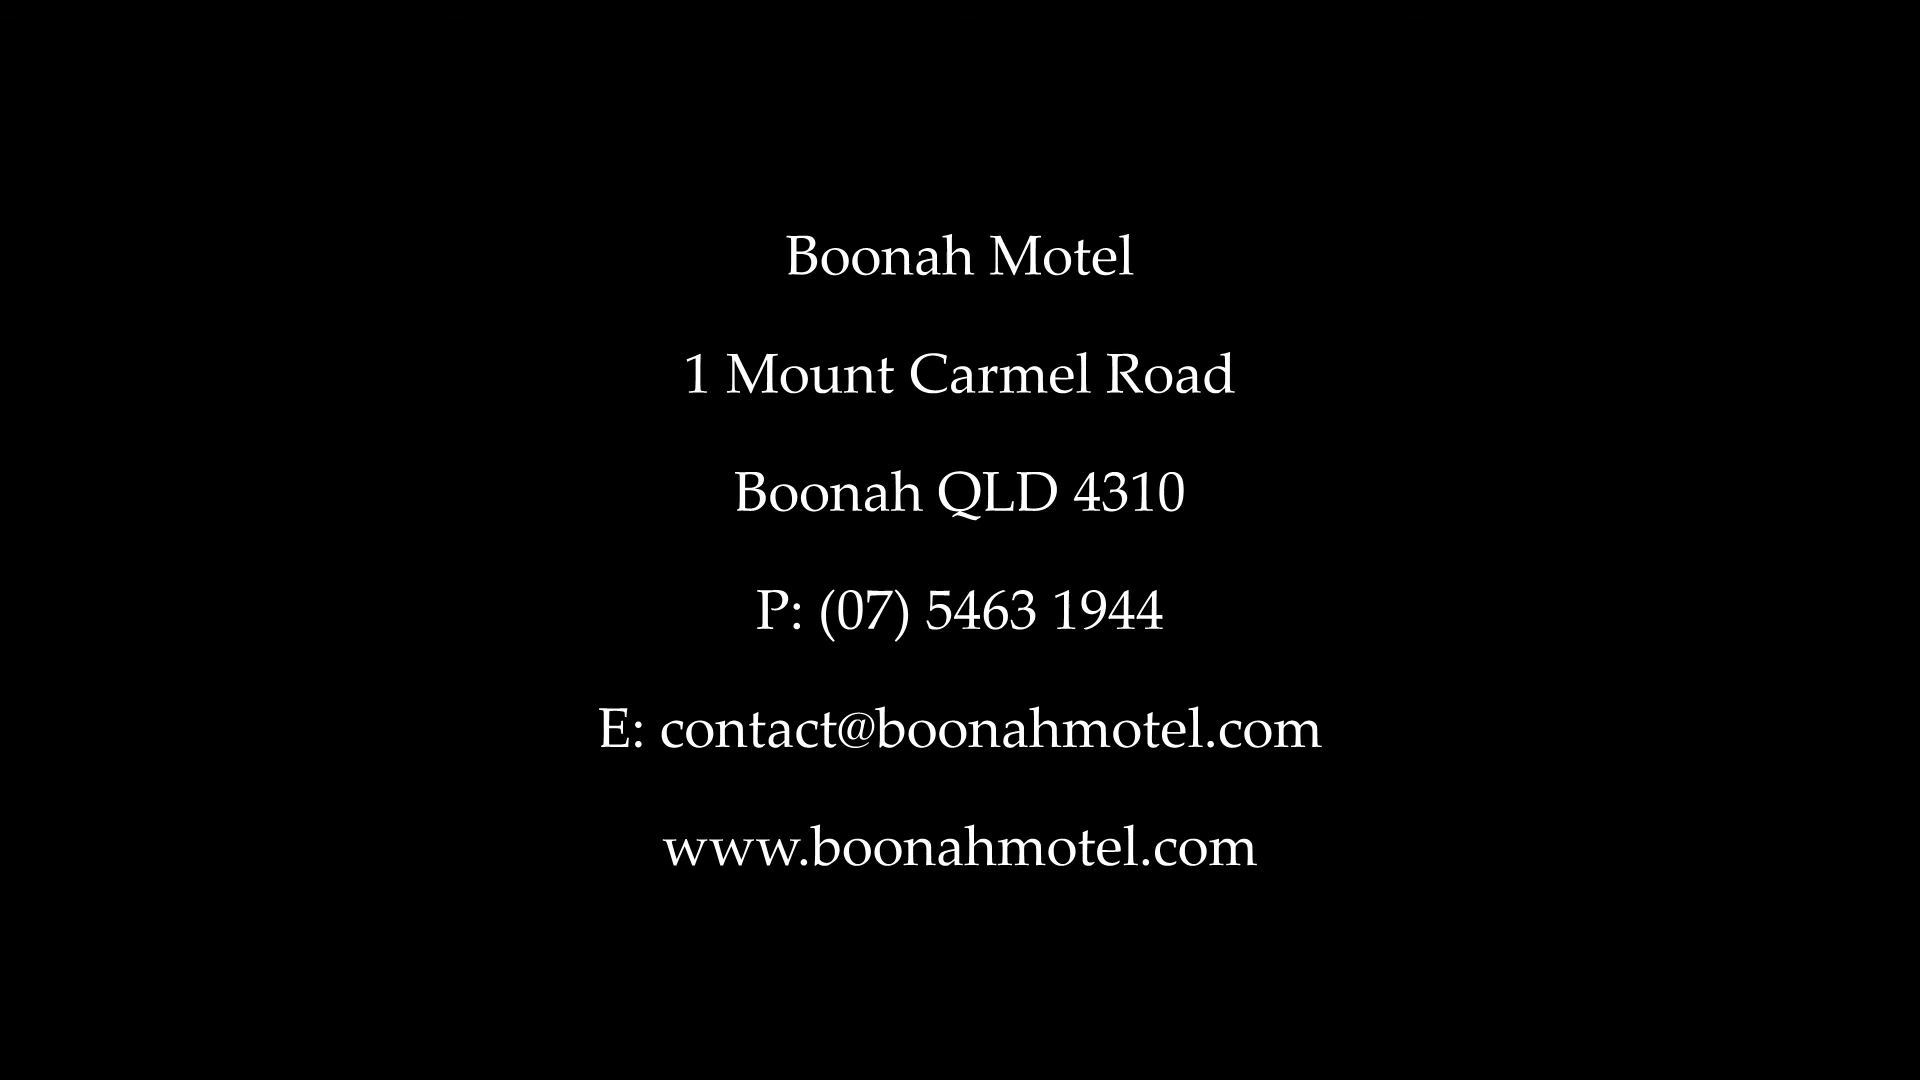 Boonah Motel
1 Mount Carmel Road
Boonah QLD 4310
P: (07) 5463 1944
E: contact@boonahmotel.com
www.boonahmotel.com